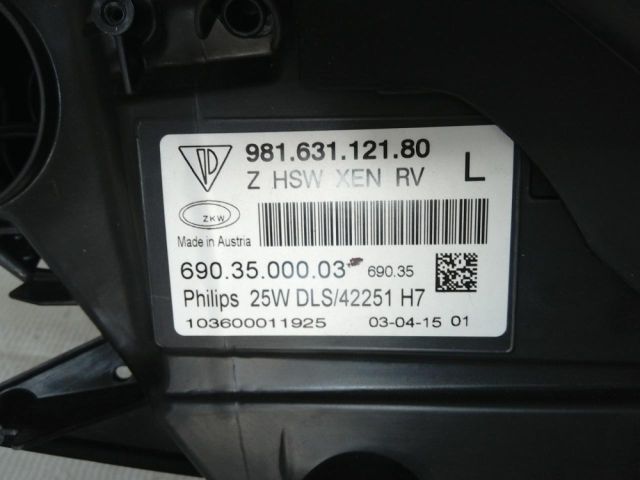 981.631.121.80
Z HSW XEN RV L
ZKW
Made in Austria
690.35.000.03 690.35
Philips 25W DLS/42251 H7
103600011925 03-04-15 01